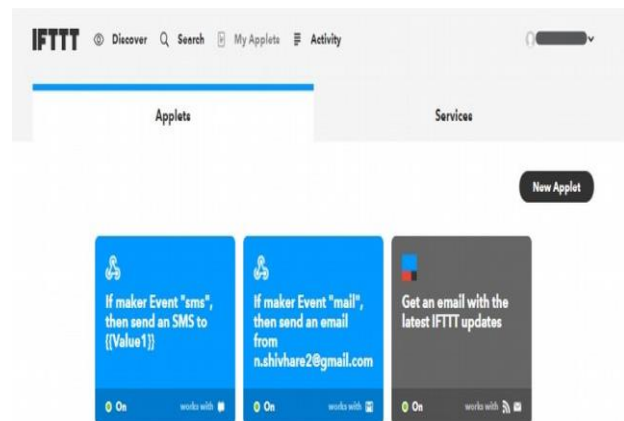 IFTTT Discover Search My Applets Activity
Applets Services
New Applet
If maker Event "sms",
then send an SMS to
{{Value1}}
On works with
If maker Event "mail",
then send an email
from
n.shivhare2@gmail.com
On works with
Get an email with the
latest IFTTT updates
On works with